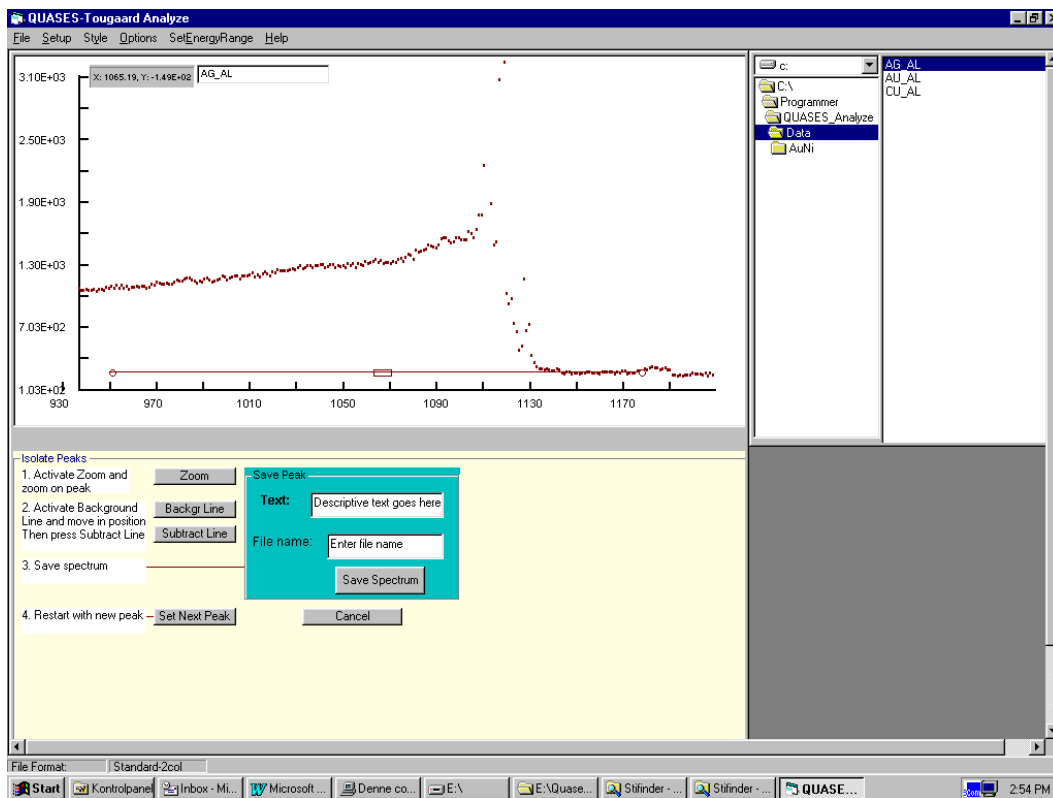 QUASES-Tougaard Analyze
File Setup Style Options SetEnergyRange Help
3.10E+03
X: 1065.19, Y: -1.49E+02
AG_AL
2.50E+03
1.90E+03
1.30E+03
7.03E+02
1.03E+02
930 970 1010 1050 1090 1130 1170
c:
C:\
Programmer
QUASES_Analyze
Data
AuNi
AG_AL
AU_AL
CU_AL
Isolate Peaks
1. Activate Zoom and
zoom on peak
Zoom
2. Activate Background
Line and move in position
Then press Subtract Line
Backgr Line
Subtract Line
3. Save spectrum
Save Peak
Text: Descriptive text goes here
File name: Enter file name
Save Spectrum
4. Restart with new peak
Set Next Peak
Cancel
File Format: Standard-2col
Start Kontrolpanel Inbox - Mi... Microsoft ... Denne co... E:\ E:\Quase... Stifinder - ... Stifinder - ... QUASE... 2:54 PM